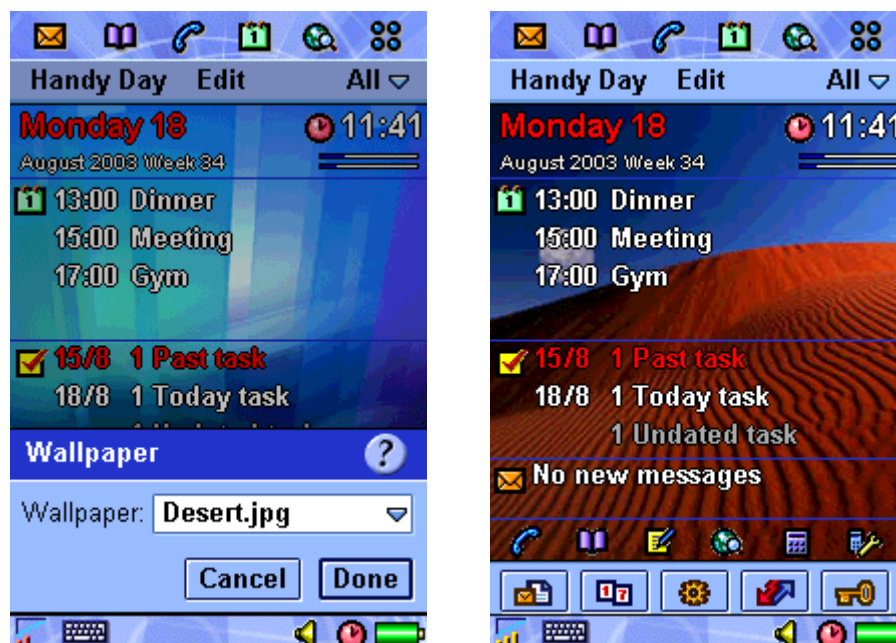 Handy Day Edit All
Monday 18 11:41
August 2003 Week 34
13:00 Dinner
15:00 Meeting
17:00 Gym
15/8 1 Past task
18/8 1 Today task
Wallpaper ?
Wallpaper: Desert.jpg
Cancel Done
Handy Day Edit All
Monday 18 11:41
August 2003 Week 34
13:00 Dinner
15:00 Meeting
17:00 Gym
15/8 1 Past task
18/8 1 Today task
1 Undated task
No new messages